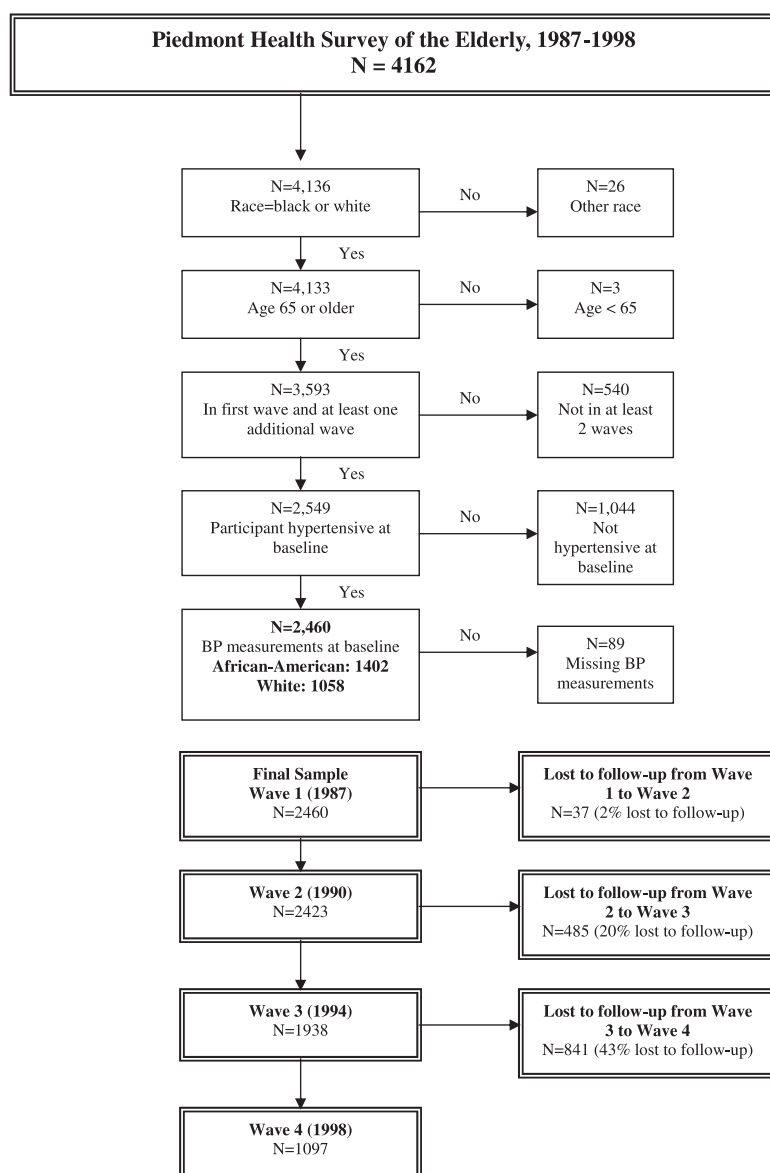 Piedmont Health Survey of the Elderly, 1987-1998
N = 4162
N=4,136
Race=black or white
No
N=26
Other race
Yes
N=4,133
Age 65 or older
No
N=3
Age < 65
Yes
N=3,593
In first wave and at least one
additional wave
No
N=540
Not in at least
2 waves
Yes
N=2,549
Participant hypertensive at
baseline
No
N=1,044
Not
hypertensive at
baseline
Yes
N=2,460
BP measurements at baseline
African-American: 1402
White: 1058
No
N=89
Missing BP
measurements
Final Sample
Wave 1 (1987)
N=2460
Lost to follow-up from Wave
1 to Wave 2
N=37 (2% lost to follow-up)
Wave 2 (1990)
N=2423
Lost to follow-up from Wave
2 to Wave 3
N=485 (20% lost to follow-up)
Wave 3 (1994)
N=1938
Lost to follow-up from Wave
3 to Wave 4
N=841 (43% lost to follow-up)
Wave 4 (1998)
N=1097